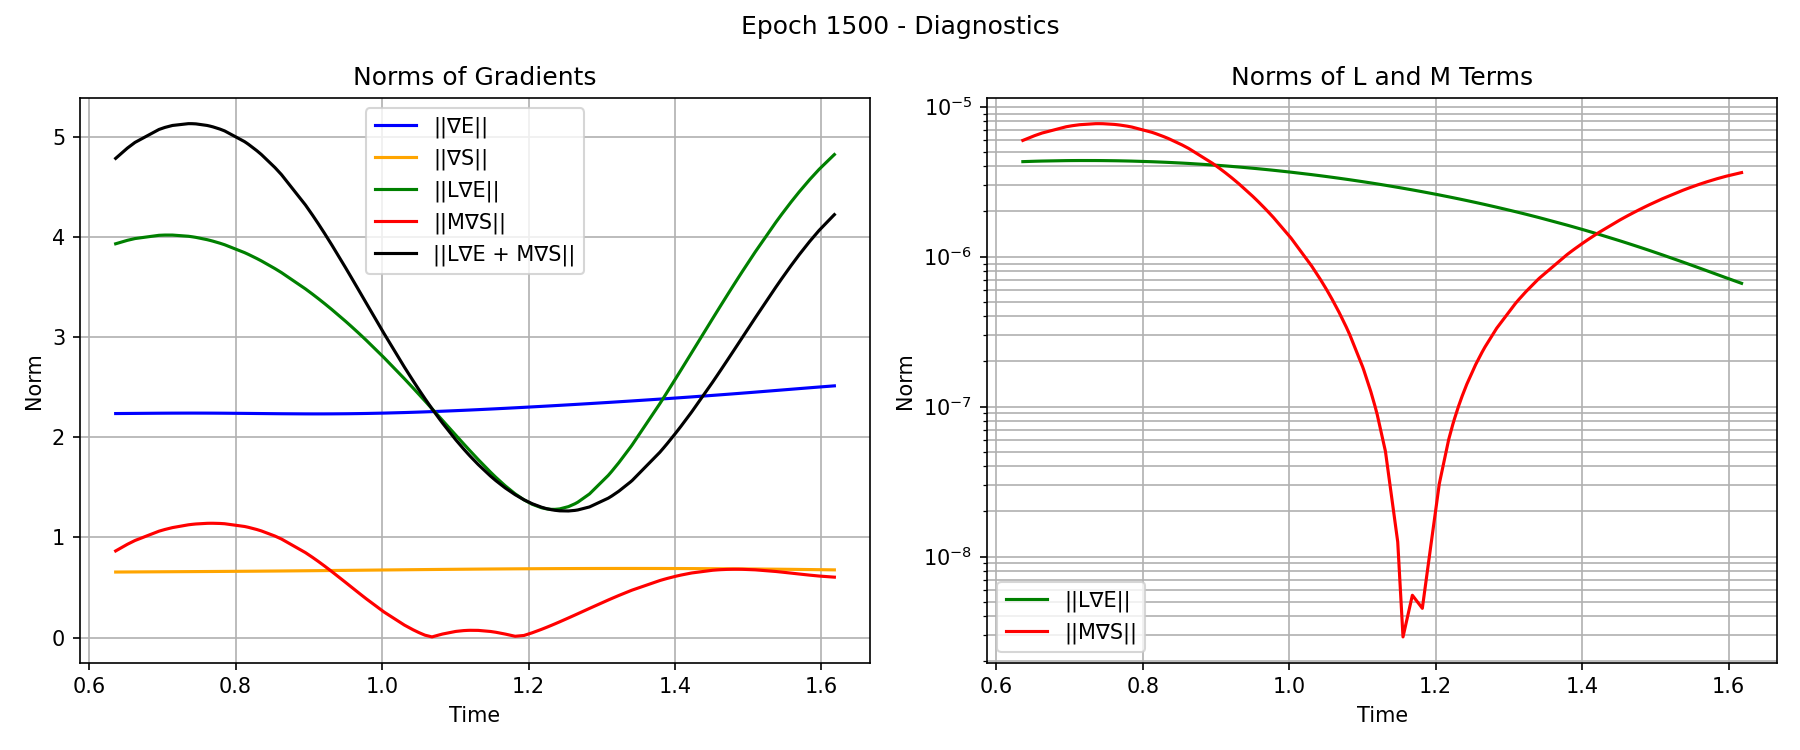 Epoch 1500 - Diagnostics
Norms of Gradients
Norm
5
4
3
2
1
0
||∇E||
||∇S||
||L∇E||
||M∇S||
||L∇E + M∇S||
0.6 0.8 1.0 1.2 1.4 1.6
Time
Norms of L and M Terms
Norm
10⁻⁵
10⁻⁶
10⁻⁷
10⁻⁸
||L∇E||
||M∇S||
0.6 0.8 1.0 1.2 1.4 1.6
Time